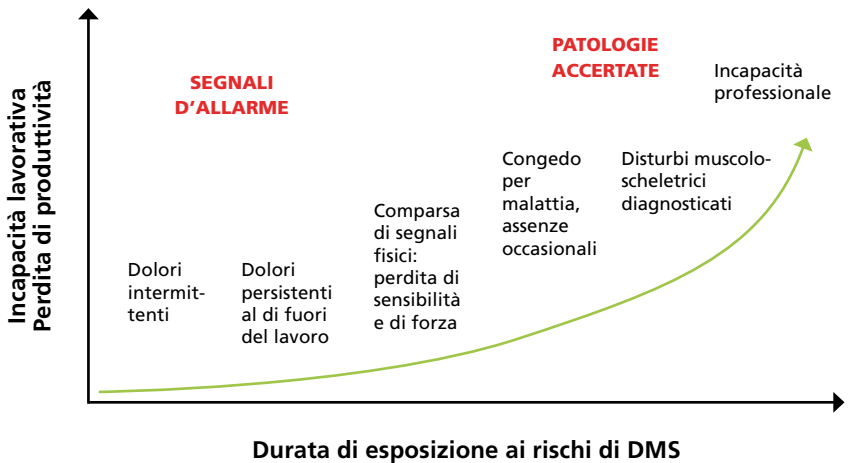 Incapacità lavorativa
Perdita di produttività
SEGNALI
D’ALLARME
PATOLOGIE
ACCERTATE
Dolori
intermit-
tenti
Dolori
persistenti
al di fuori
del lavoro
Comparsa
di segnali
fisici:
perdita di
sensibilità
e di forza
Congedo
per
malattia,
assenze
occasionali
Disturbi muscolo-
scheletrici
diagnosticati
Incapacità
professionale
Durata di esposizione ai rischi di DMS